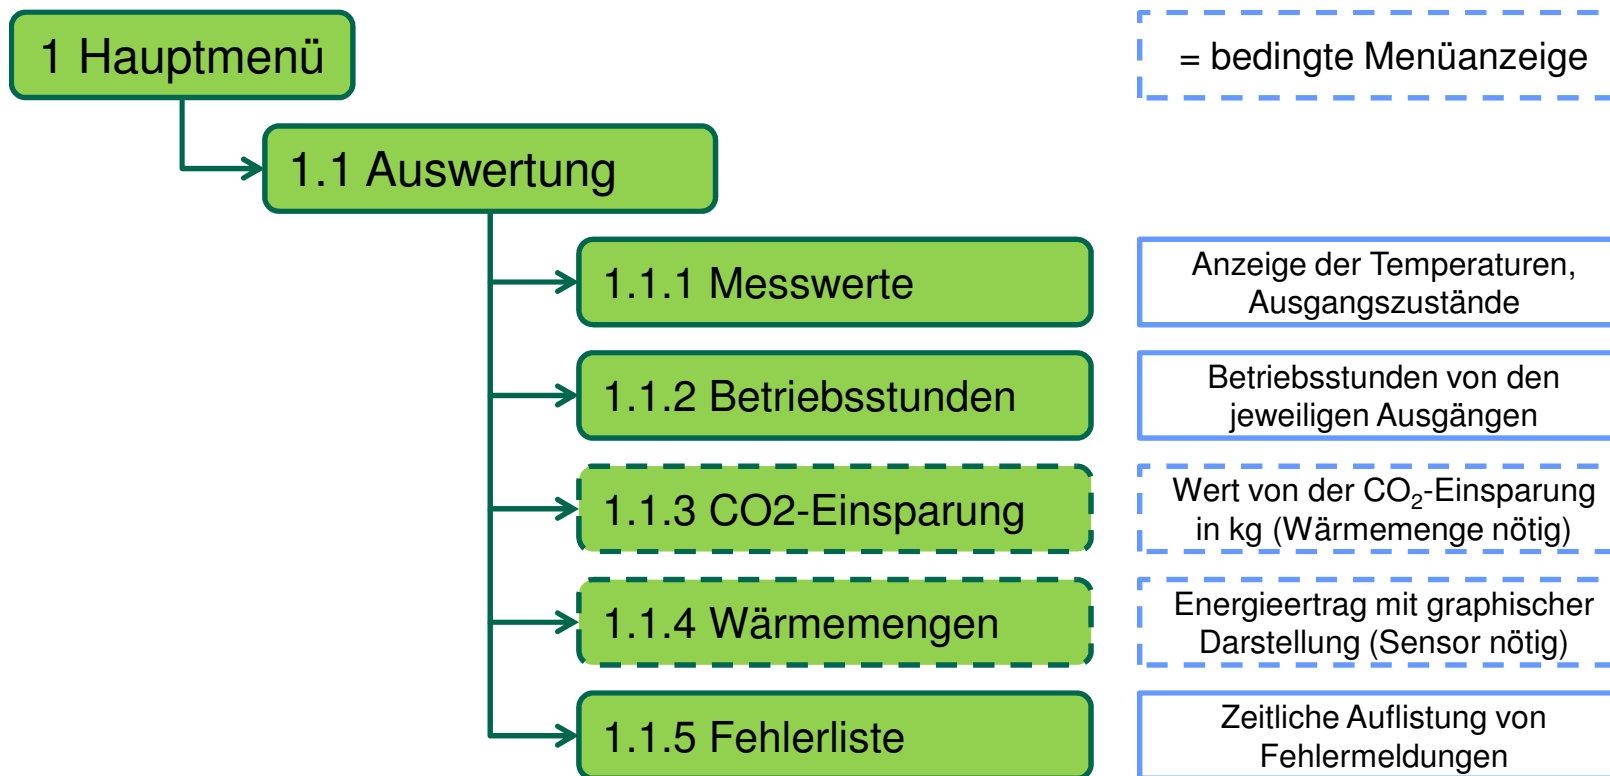 1 Hauptmenü
= bedingte Menüanzeige
1.1 Auswertung
1.1.1 Messwerte
Anzeige der Temperaturen,
Ausgangszustände
1.1.2 Betriebsstunden
Betriebsstunden von den
jeweiligen Ausgängen
1.1.3 CO2-Einsparung
Wert von der CO₂-Einsparung
in kg (Wärmemenge nötig)
1.1.4 Wärmemengen
Energieertrag mit graphischer
Darstellung (Sensor nötig)
1.1.5 Fehlerliste
Zeitliche Auflistung von
Fehlermeldungen